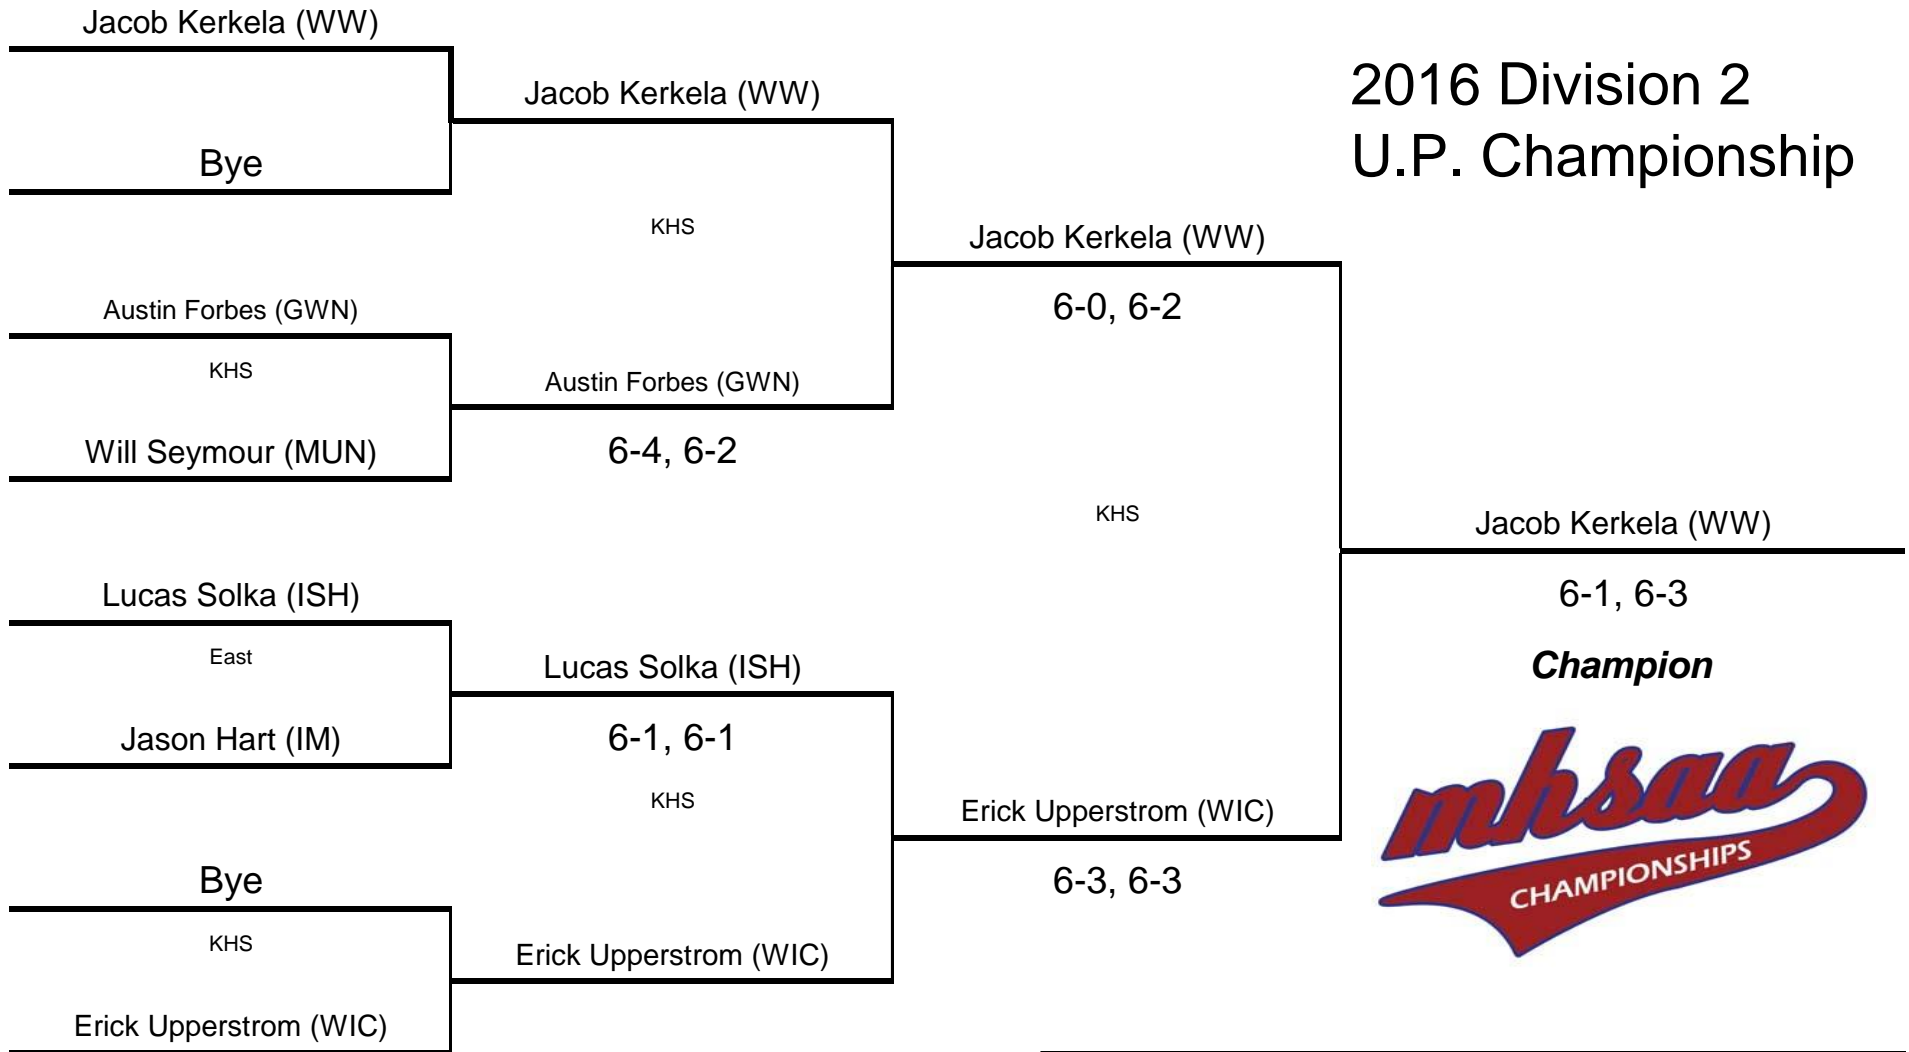 Jacob Kerkela (WW)
Bye
Austin Forbes (GWN)
KHS
Will Seymour (MUN)
Lucas Solka (ISH)
East
Jason Hart (IM)
Bye
KHS
Erick Upperstrom (WIC)
Jacob Kerkela (WW)
KHS
Austin Forbes (GWN)
6-4, 6-2
Lucas Solka (ISH)
6-1, 6-1
KHS
Erick Upperstrom (WIC)
Jacob Kerkela (WW)
6-0, 6-2
KHS
Erick Upperstrom (WIC)
6-3, 6-3
2016 Division 2
U.P. Championship
Jacob Kerkela (WW)
6-1, 6-3
Champion
mhsaa
CHAMPIONSHIPS